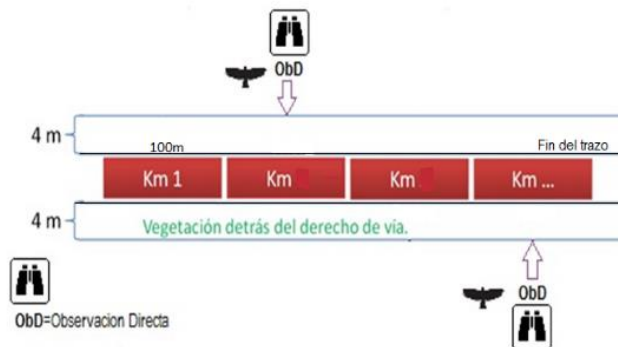 ObD
4 m
100m
Fin del trazo
Km 1
Km
Km
Km ...
4 m
Vegetación detrás del derecho de vía.
ObD
ObD=Observacion Directa